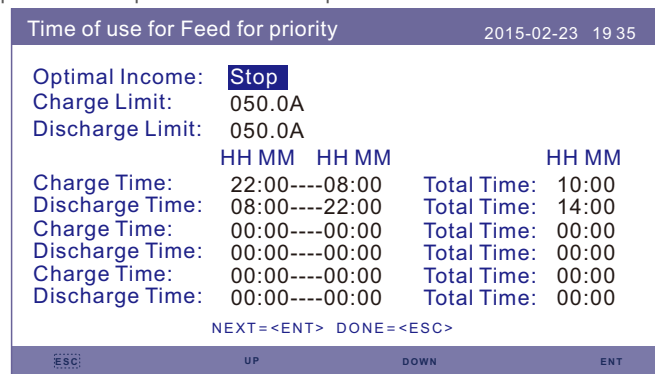 Time of use for Feed for priority 2015-02-23 19 35
Optimal Income: Stop
Charge Limit: 050.0A
Discharge Limit: 050.0A
HH MM HH MM HH MM
Charge Time: 22:00----08:00 Total Time: 10:00
Discharge Time: 08:00----22:00 Total Time: 14:00
Charge Time: 00:00----00:00 Total Time: 00:00
Discharge Time: 00:00----00:00 Total Time: 00:00
Charge Time: 00:00----00:00 Total Time: 00:00
Discharge Time: 00:00----00:00 Total Time: 00:00
NEXT=<ENT> DONE=<ESC>
ESC UP DOWN ENT